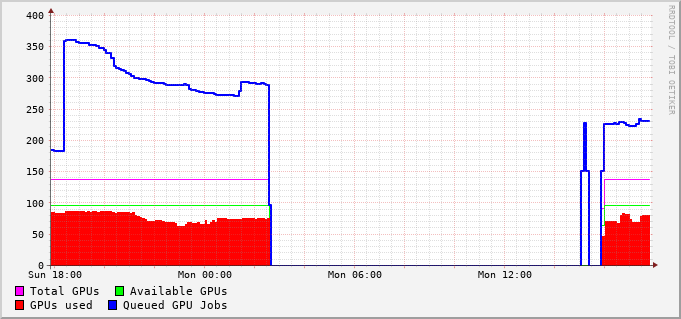 400
350
300
250
200
150
100
50
0
Sun 18:00 Mon 00:00 Mon 06:00 Mon 12:00
Total GPUs Available GPUs
GPUs used Queued GPU Jobs
RRDTOOL / TOBI OETIKER